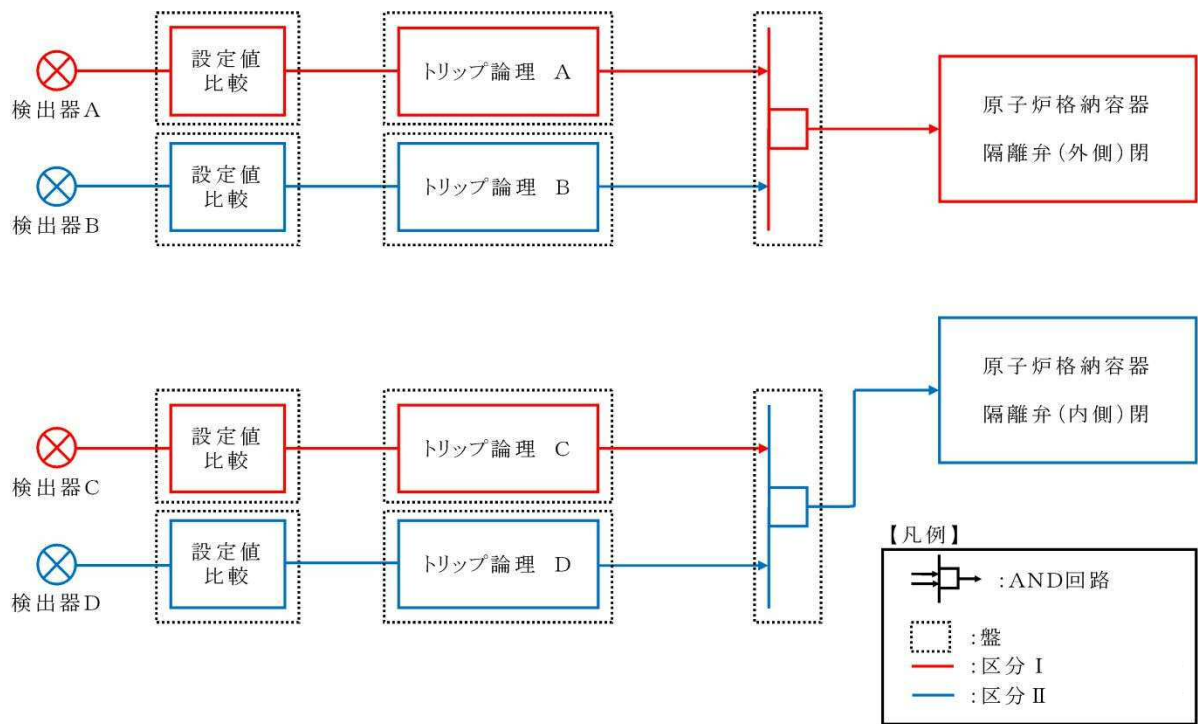 検出器A
設定値
比較
トリップ論理 A
検出器B
設定値
比較
トリップ論理 B
原子炉格納容器
隔離弁(外側)閉
検出器C
設定値
比較
トリップ論理 C
検出器D
設定値
比較
トリップ論理 D
原子炉格納容器
隔離弁(内側)閉
【凡例】
:AND回路
:盤
:区分Ⅰ
:区分Ⅱ